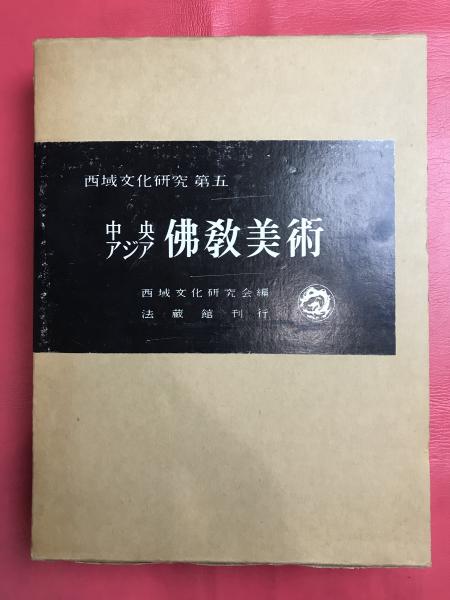 西域文化研究 第五
中央アジア 佛教美術
西域文化研究会編
法蔵館刊行